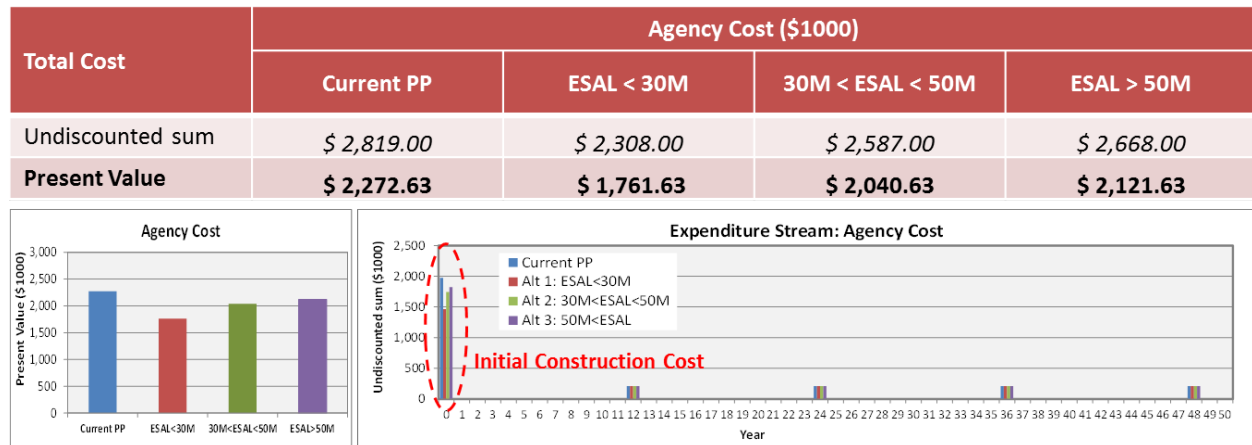 Total Cost
Agency Cost ($1000)
Current PP
ESAL < 30M
30M < ESAL < 50M
ESAL > 50M
Undiscounted sum
$ 2,819.00
$ 2,308.00
$ 2,587.00
$ 2,668.00
Present Value
$ 2,272.63
$ 1,761.63
$ 2,040.63
$ 2,121.63
Agency Cost
Present Value ($1000)
3,000
2,500
2,000
1,500
1,000
500
0
Current PP
ESAL<30M
30M<ESAL<50M
ESAL>50M
Expenditure Stream: Agency Cost
Undiscounted sum ($1000)
2,500
2,000
1,500
1,000
500
0
Current PP
Alt 1: ESAL<30M
Alt 2: 30M<ESAL<50M
Alt 3: 50M<ESAL
Initial Construction Cost
0 1 2 3 4 5 6 7 8 9 10 11 12 13 14 15 16 17 18 19 20 21 22 23 24 25 26 27 28 29 30 31 32 33 34 35 36 37 38 39 40 41 42 43 44 45 46 47 48 49 50
Year